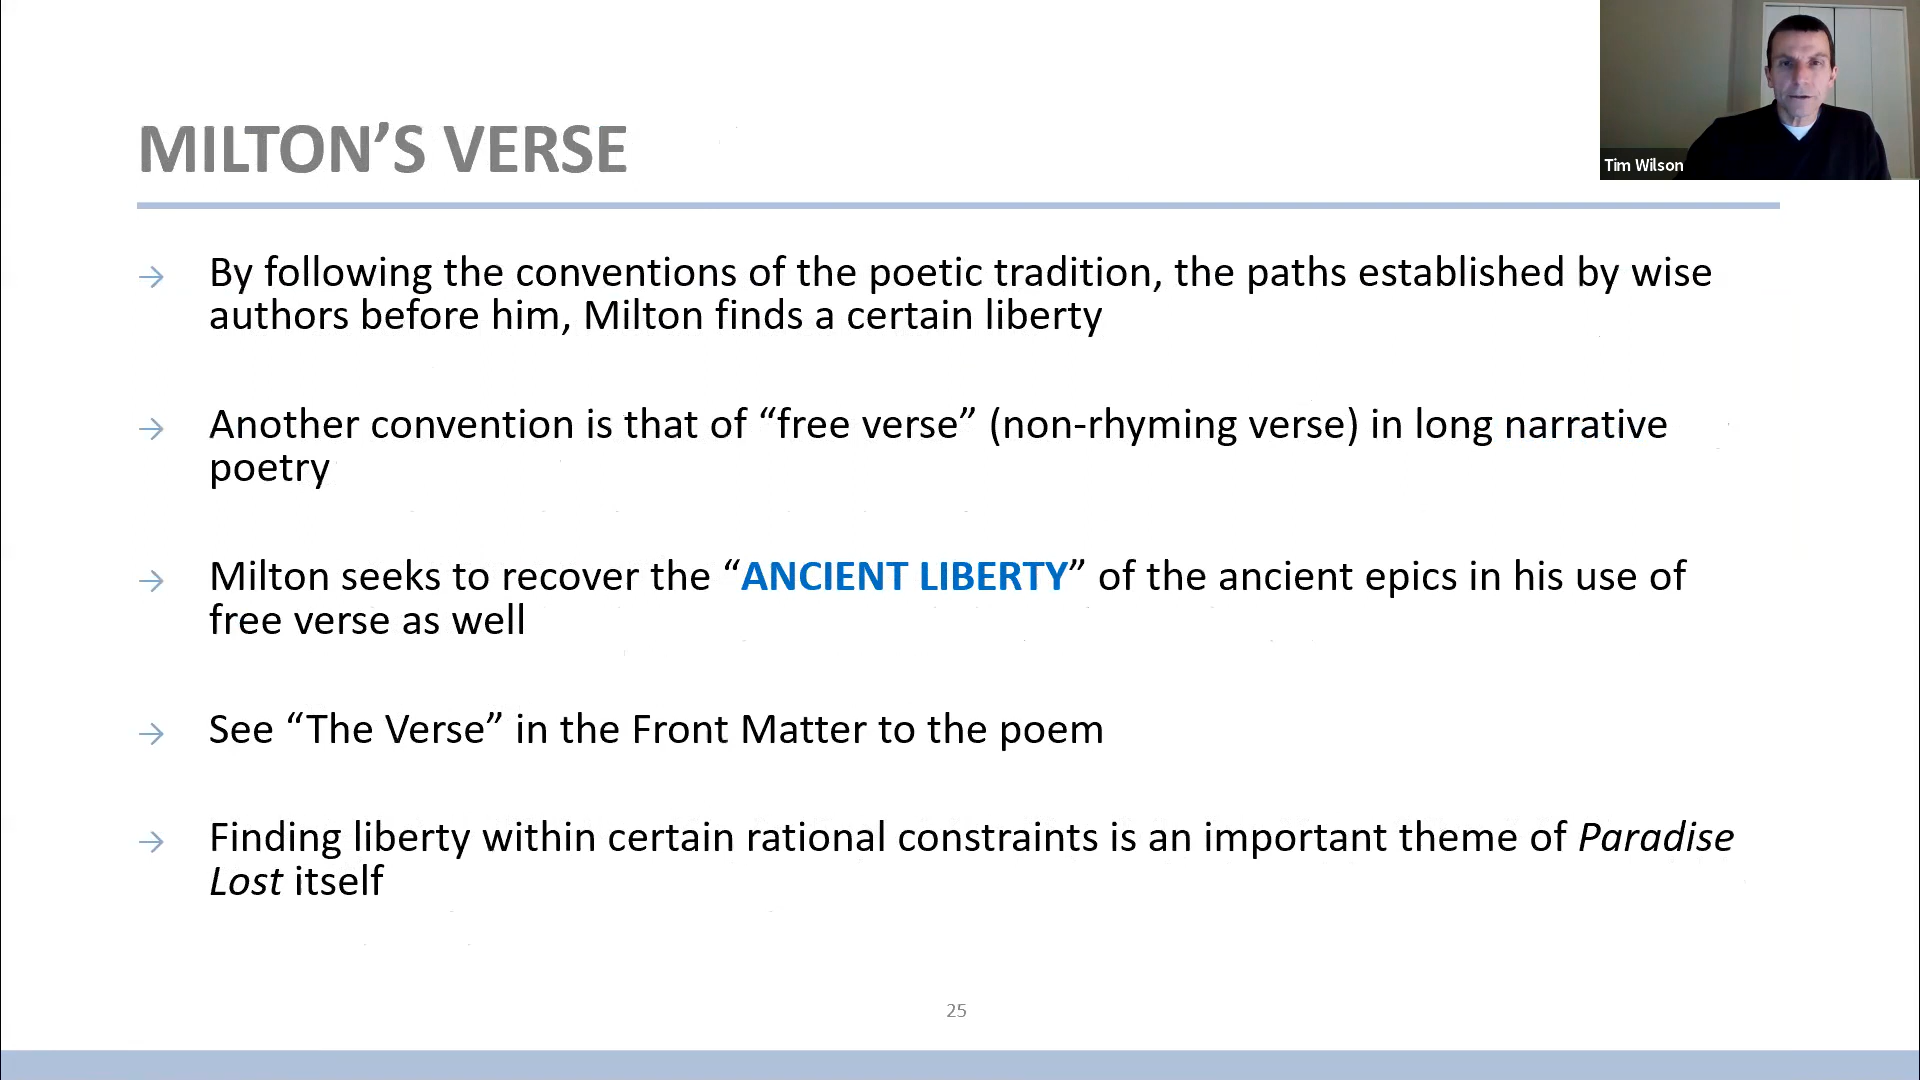 MILTON’S VERSE
Tim Wilson
→ By following the conventions of the poetic tradition, the paths established by wise
authors before him, Milton finds a certain liberty
→ Another convention is that of “free verse” (non-rhyming verse) in long narrative
poetry
→ Milton seeks to recover the “ANCIENT LIBERTY” of the ancient epics in his use of
free verse as well
→ See “The Verse” in the Front Matter to the poem
→ Finding liberty within certain rational constraints is an important theme of Paradise
Lost itself
25